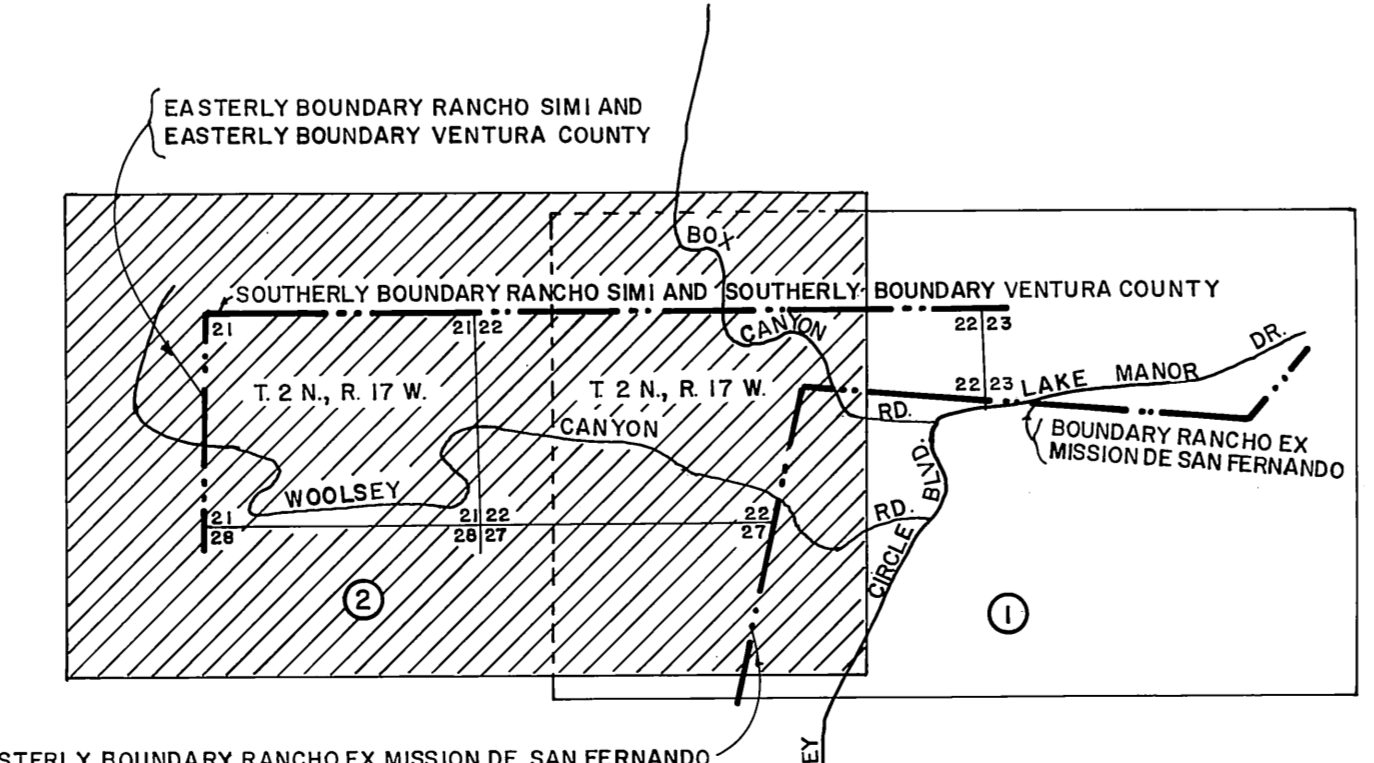 EASTERLY BOUNDARY RANCHO SIMI AND
EASTERLY BOUNDARY VENTURA COUNTY
BOX
SOUTHERLY BOUNDARY RANCHO SIMI AND SOUTHERLY BOUNDARY VENTURA COUNTY
21
21 22
CANYON
22 23
DR.
T. 2 N., R. 17 W.
T. 2 N., R. 17 W.
22 23
LAKE MANOR
RD.
CANYON
BOUNDARY RANCHO EX
MISSION DE SAN FERNANDO
BLVD.
WOOLSEY
21
28
21 22
28 27
22
27
RD.
CIRCLE
2
1
STERLY BOUNDARY RANCHO EX MISSION DE SAN FERNANDO
EY